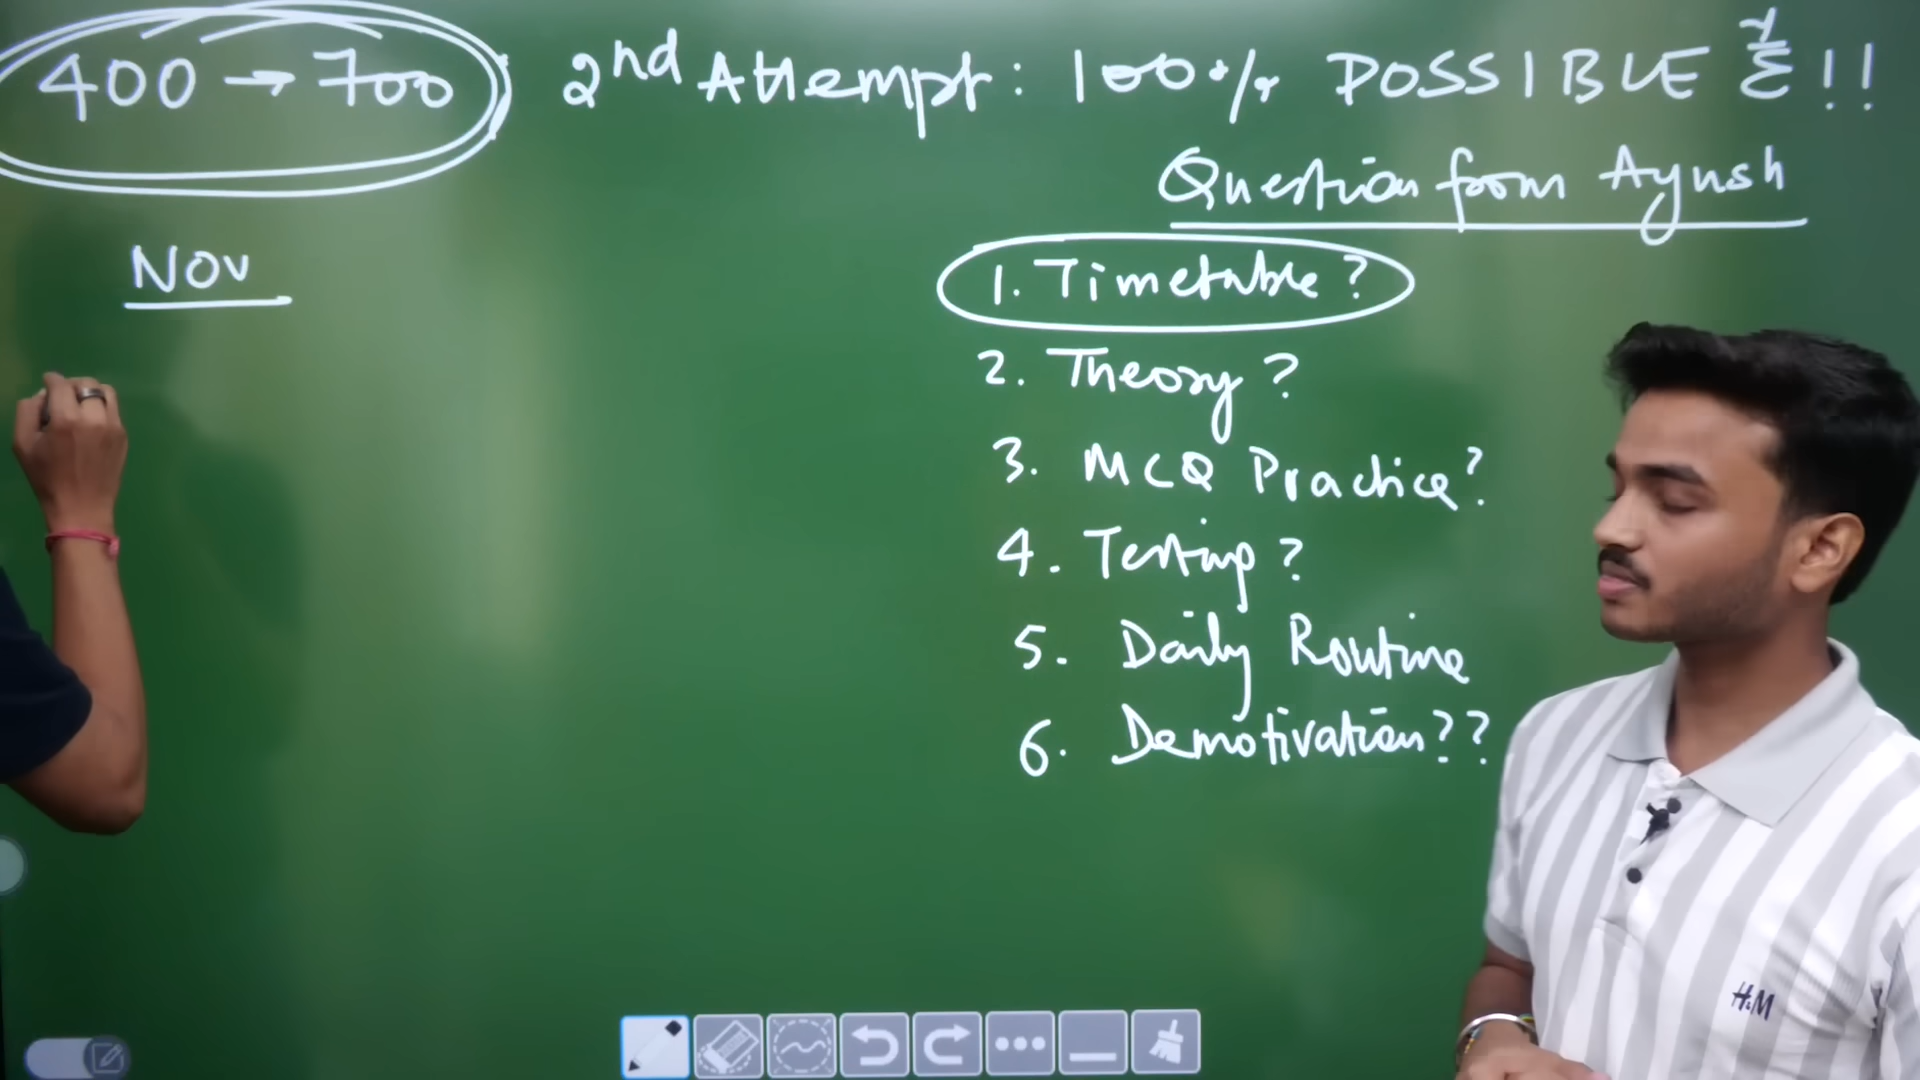 400 → 700 2nd Attempt: 100% POSSIBLE है!!
Question from Ayush
Nov
1. Timetable?
2. Theory?
3. MCQ Practice?
4. Testing?
5. Daily Routine
6. Demotivation??
H&M